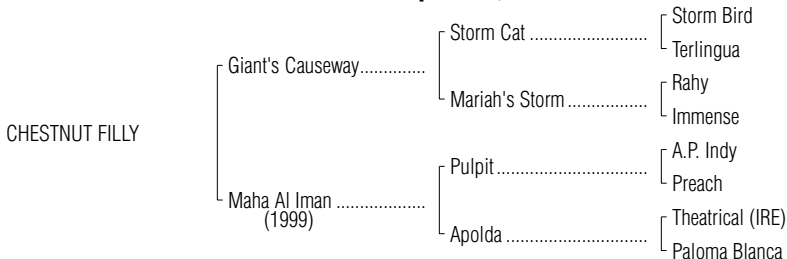 Storm Bird
Storm Cat ..........................
Terlingua
Giant's Causeway..............
Rahy
Mariah's Storm ..................
Immense
CHESTNUT FILLY
A.P. Indy
Pulpit..................................
Preach
Maha Al Iman ....................
(1999)
Theatrical (IRE)
Apolda ...............................
Paloma Blanca